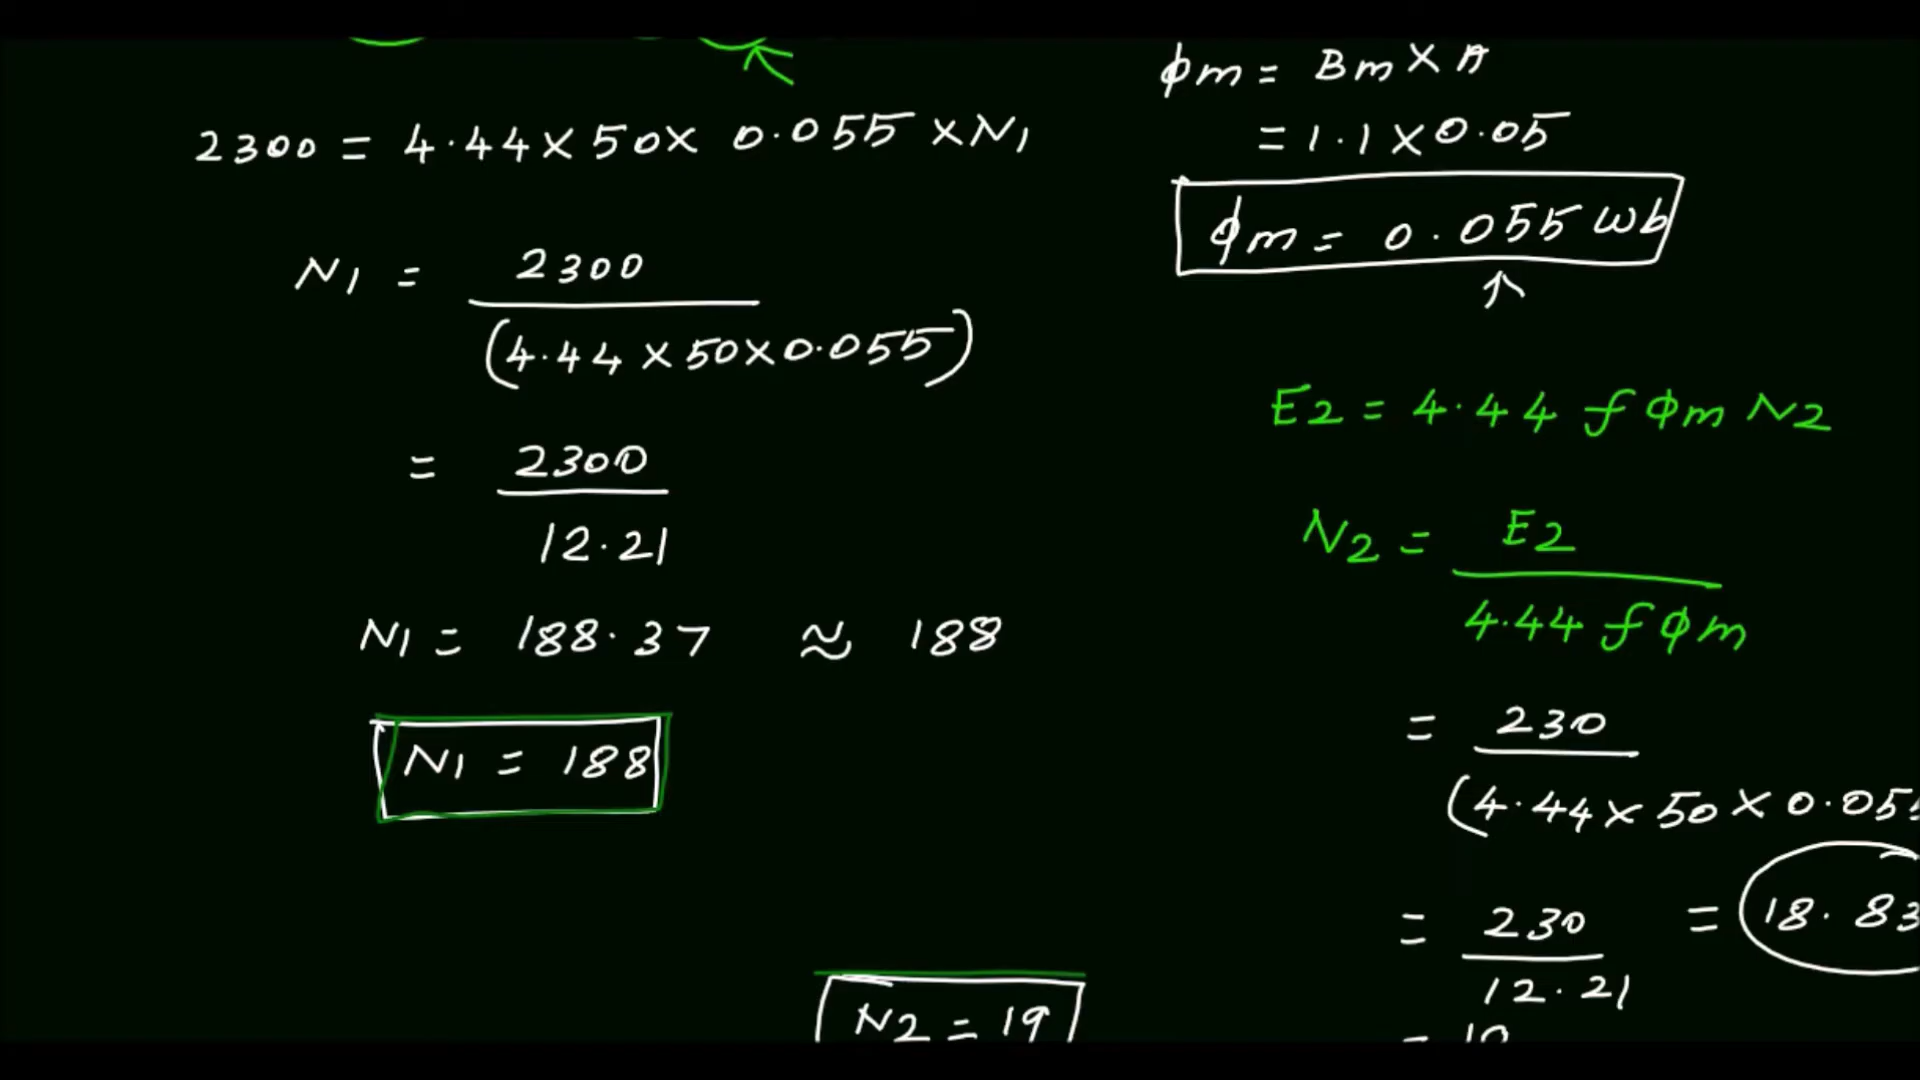 2300 = 4.44 × 50 × 0.055 × N1
N1 = 2300
(4.44 × 50 × 0.055)
= 2300
12.21
N1 = 188.37 ≈ 188
N1 = 188
N2 = 19
ϕm = Bm × A
= 1.1 × 0.05
ϕm = 0.055 wb
E2 = 4.44 f ϕm N2
N2 = E2
4.44 f ϕm
= 230
(4.44 × 50 × 0.055
= 230 = 18.83
12.21